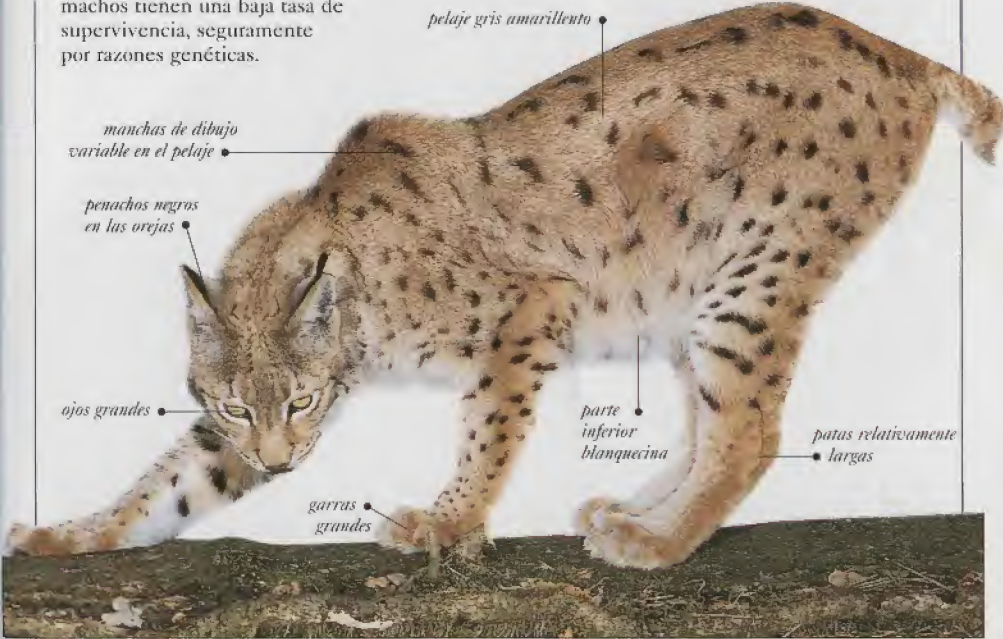 machos tienen una baja tasa de
supervivencia, seguramente
por razones genéticas.
pelaje gris amarillento
manchas de dibujo
variable en el pelaje
penachos negros
en las orejas
ojos grandes
garras
grandes
parte
inferior
blanquecina
patas relativamente
largas